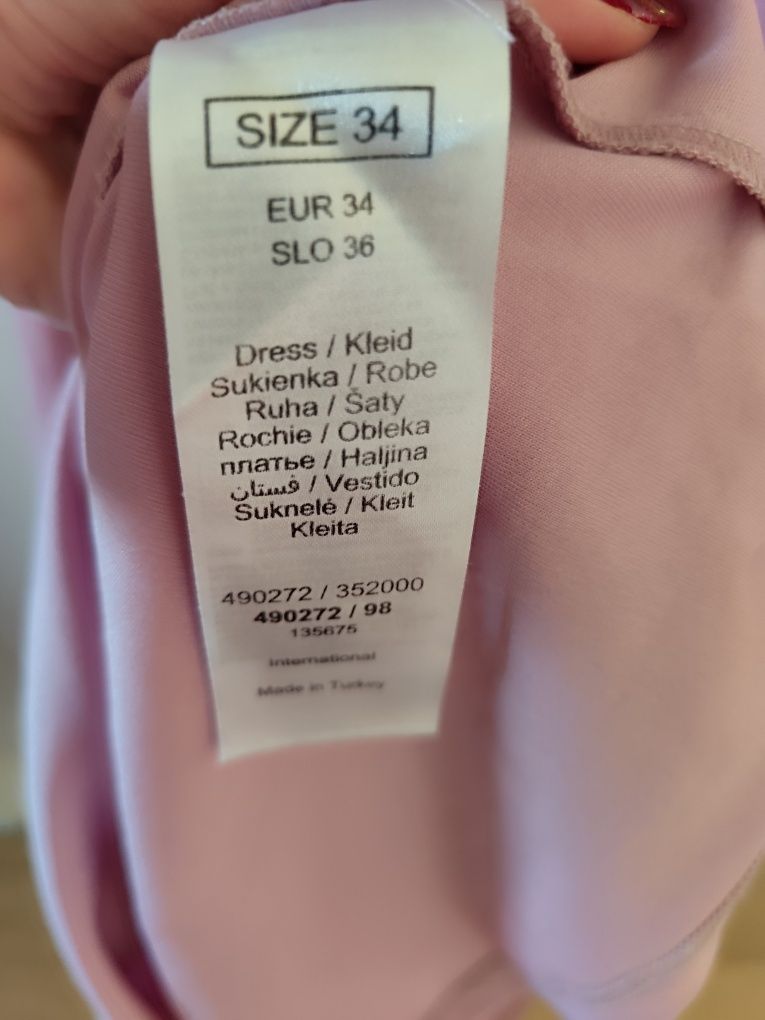 SIZE 34
EUR 34
SLO 36
Dress / Kleid
Sukienka / Robe
Ruha / Šaty
Rochie / Obleka
платье / Haljina
فستان / Vestido
Suknelė / Kleit
Kleita
490272 / 352000
490272 / 98
135675
International
Made in Turkey